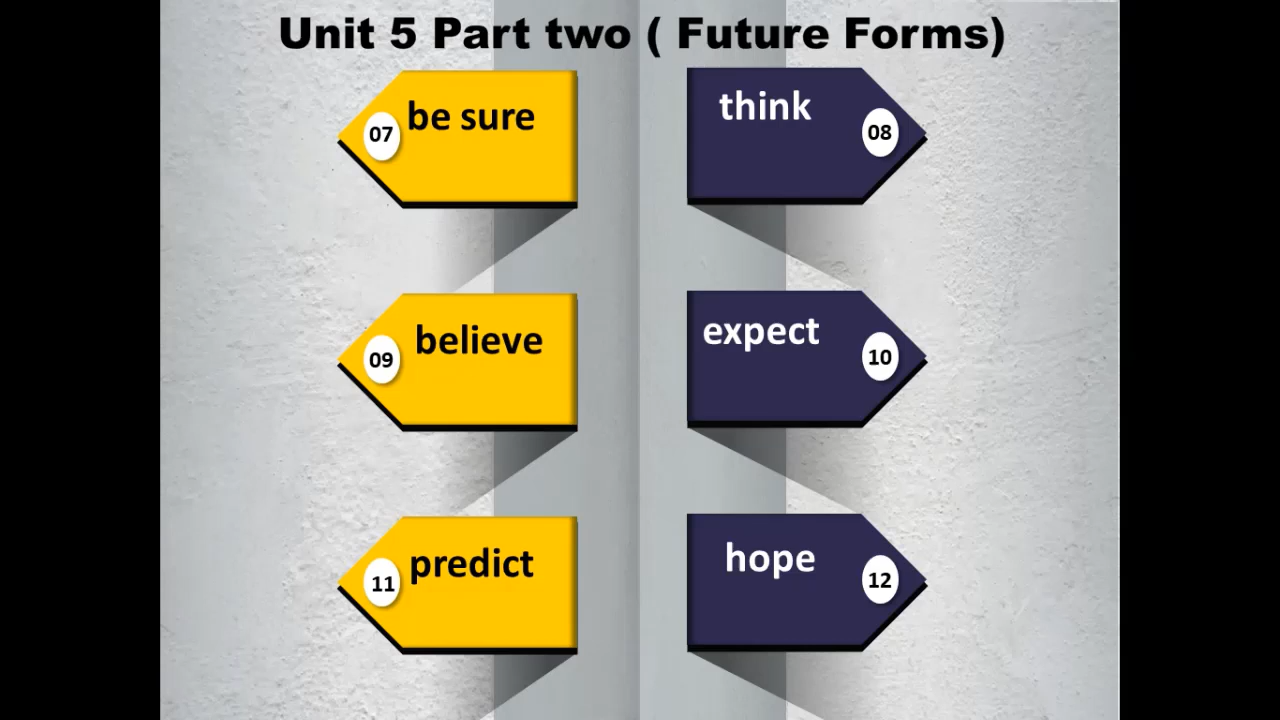 Unit 5 Part two ( Future Forms)
07 be sure
think 08
09 believe
expect 10
11 predict
hope 12